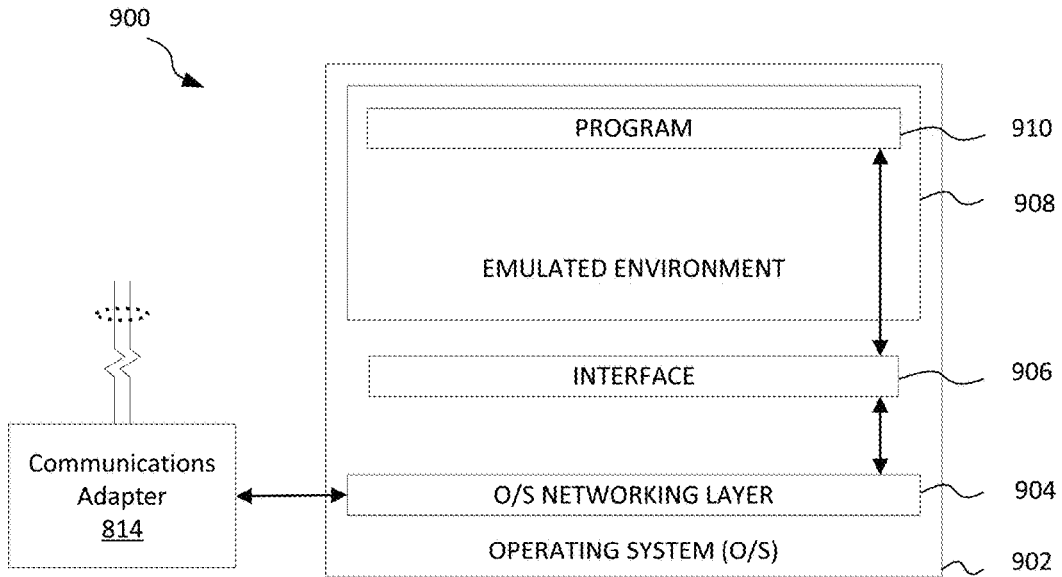 900
PROGRAM
910
908
EMULATED ENVIRONMENT
INTERFACE
906
Communications
Adapter
814
O/S NETWORKING LAYER
904
OPERATING SYSTEM (O/S)
902